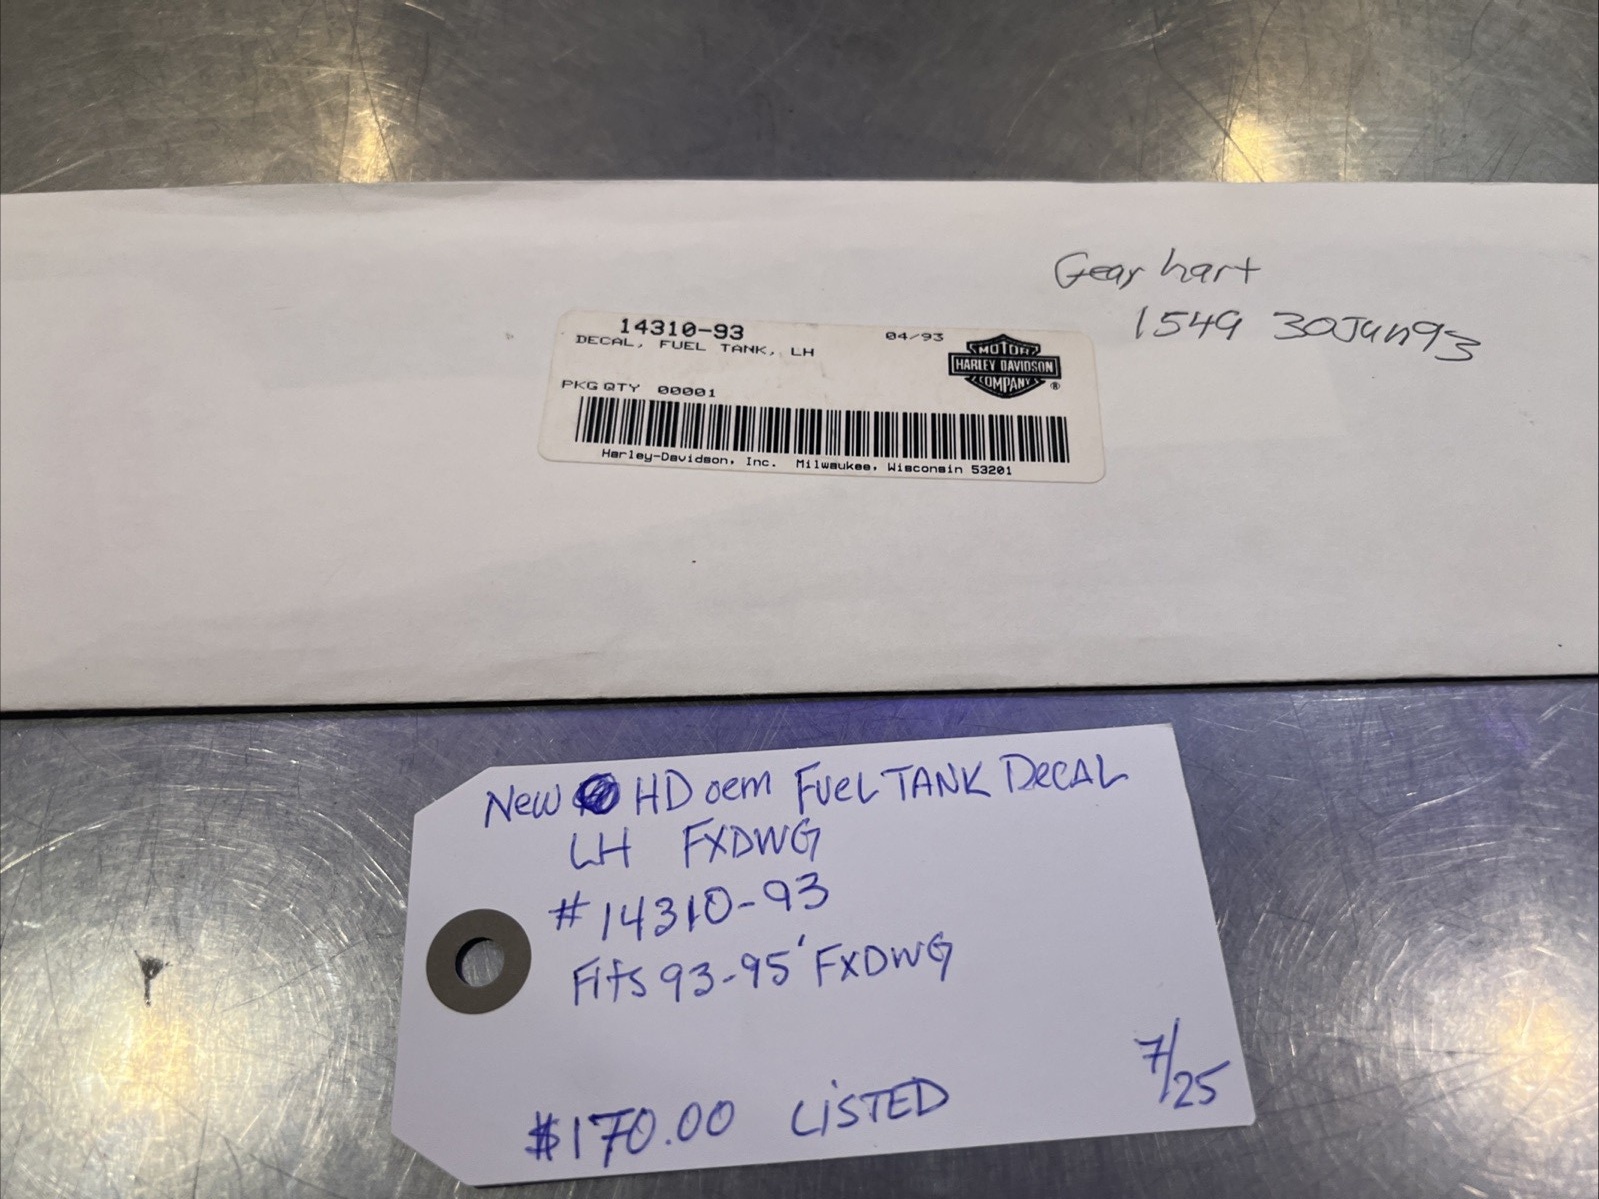 Gearhart
1549 30Jun93
14310-93
04/93
DECAL, FUEL TANK, LH
MOTOR
HARLEY DAVIDSON
COMPANY
®
PKG QTY 00001
Harley-Davidson, Inc. Milwaukee, Wisconsin 53201
New HD oem FUEL TANK DECAL
LH FXDWG
#14310-93
Fits 93-95' FXDWG
7/25
$170.00 LiSTED